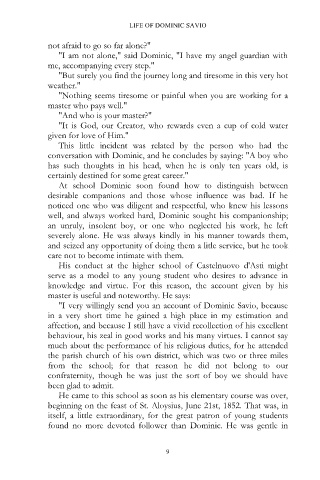 LIFE OF DOMINIC SAVIO
not afraid to go so far alone?"
"I am not alone," said Dominic, "I have my angel guardian with
me, accompanying every step."
"But surely you find the journey long and tiresome in this very hot
weather."
"Nothing seems tiresome or painful when you are working for a
master who pays well."
"And who is your master?"
"It is God, our Creator, who rewards even a cup of cold water
given for love of Him."
This little incident was related by the person who had the
conversation with Dominic, and he concludes by saying: "A boy who
has such thoughts in his head, when he is only ten years old, is
certainly destined for some great career."
At school Dominic soon found how to distinguish between
desirable companions and those whose influence was bad. If he
noticed one who was diligent and respectful, who knew his lessons
well, and always worked hard, Dominic sought his companionship;
an unruly, insolent boy, or one who neglected his work, he left
severely alone. He was always kindly in his manner towards them,
and seized any opportunity of doing them a little service, but he took
care not to become intimate with them.
His conduct at the higher school of Castelnuovo d'Asti might
serve as a model to any young student who desires to advance in
knowledge and virtue. For this reason, the account given by his
master is useful and noteworthy. He says:
"I very willingly send you an account of Dominic Savio, because
in a very short time he gained a high place in my estimation and
affection, and because I still have a vivid recollection of his excellent
behaviour, his zeal in good works and his many virtues. I cannot say
much about the performance of his religious duties, for he attended
the parish church of his own district, which was two or three miles
from the school; for that reason he did not belong to our
confraternity, though he was just the sort of boy we should have
been glad to admit.
He came to this school as soon as his elementary course was over,
beginning on the feast of St. Aloysius, June 21st, 1852. That was, in
itself, a little extraordinary, for the great patron of young students
found no more devoted follower than Dominic. He was gentle in
9